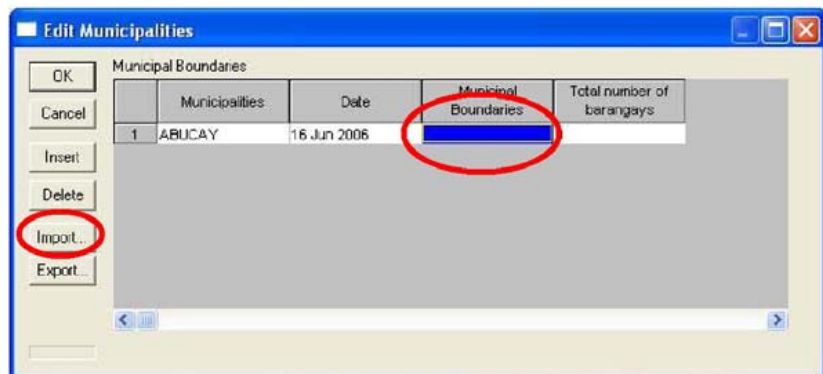 Edit Municipalities
OK
Cancel
Insert
Delete
Import...
Export...
Municipal Boundaries
Municipalities Date Municipal Boundaries Total number of barangays
1 ABUCAY 16 Jun 2006